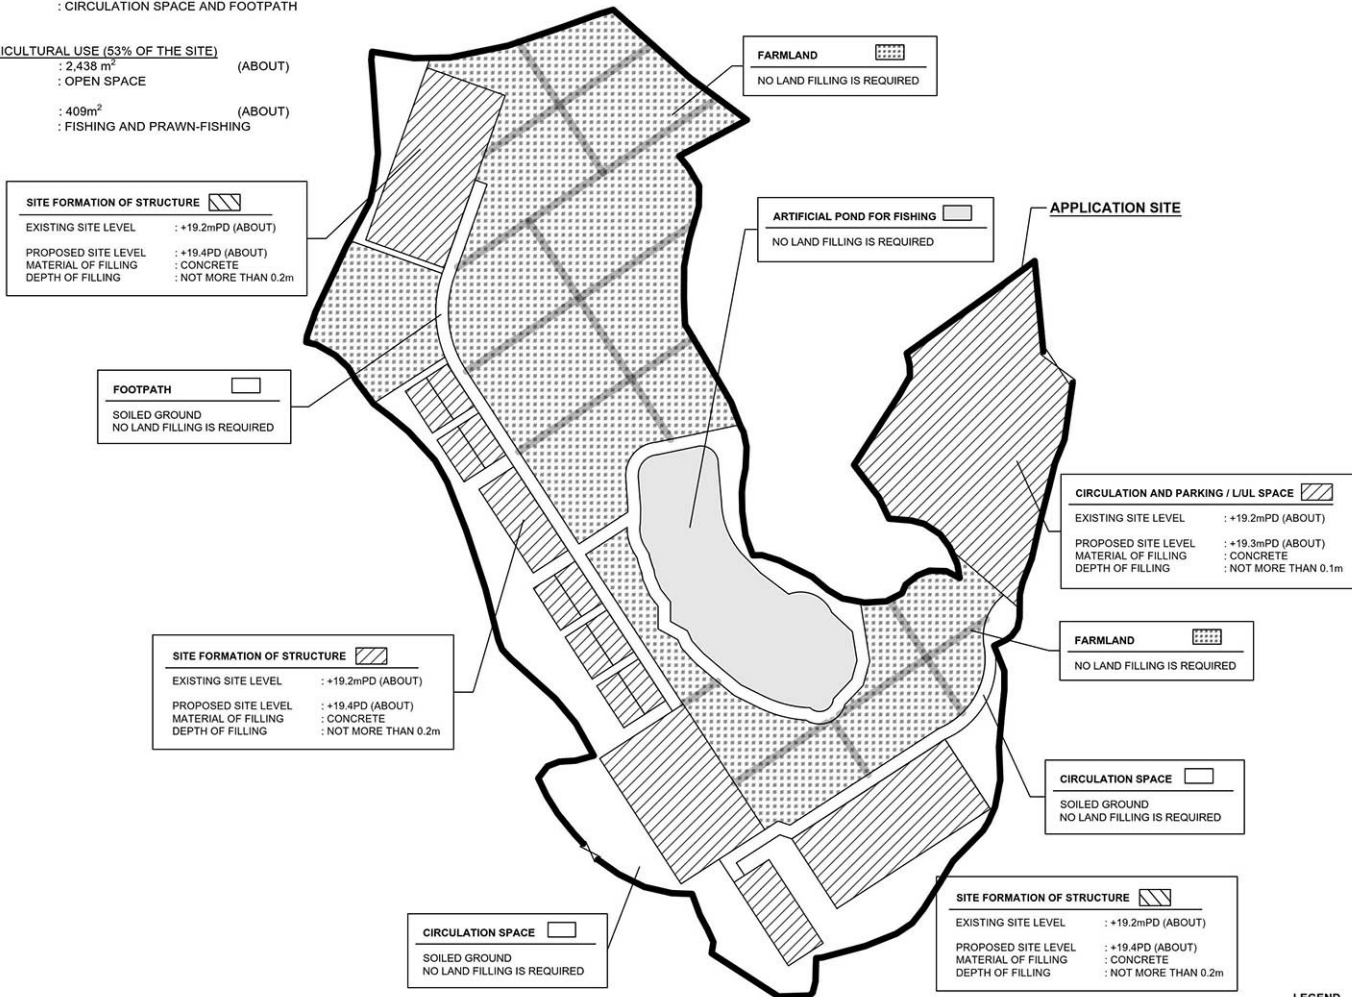 : CIRCULATION SPACE AND FOOTPATH
ICULTURAL USE (53% OF THE SITE)
: 2,438 m² (ABOUT)
: OPEN SPACE
: 409m² (ABOUT)
: FISHING AND PRAWN-FISHING
FARMLAND
NO LAND FILLING IS REQUIRED
SITE FORMATION OF STRUCTURE
EXISTING SITE LEVEL : +19.2mPD (ABOUT)
PROPOSED SITE LEVEL : +19.4PD (ABOUT)
MATERIAL OF FILLING : CONCRETE
DEPTH OF FILLING : NOT MORE THAN 0.2m
ARTIFICIAL POND FOR FISHING
NO LAND FILLING IS REQUIRED
APPLICATION SITE
FOOTPATH
SOILED GROUND
NO LAND FILLING IS REQUIRED
CIRCULATION AND PARKING / L/UL SPACE
EXISTING SITE LEVEL : +19.2mPD (ABOUT)
PROPOSED SITE LEVEL : +19.3mPD (ABOUT)
MATERIAL OF FILLING : CONCRETE
DEPTH OF FILLING : NOT MORE THAN 0.1m
FARMLAND
NO LAND FILLING IS REQUIRED
SITE FORMATION OF STRUCTURE
EXISTING SITE LEVEL : +19.2mPD (ABOUT)
PROPOSED SITE LEVEL : +19.4PD (ABOUT)
MATERIAL OF FILLING : CONCRETE
DEPTH OF FILLING : NOT MORE THAN 0.2m
CIRCULATION SPACE
SOILED GROUND
NO LAND FILLING IS REQUIRED
SITE FORMATION OF STRUCTURE
EXISTING SITE LEVEL : +19.2mPD (ABOUT)
PROPOSED SITE LEVEL : +19.4PD (ABOUT)
MATERIAL OF FILLING : CONCRETE
DEPTH OF FILLING : NOT MORE THAN 0.2m
CIRCULATION SPACE
SOILED GROUND
NO LAND FILLING IS REQUIRED
LEGEND